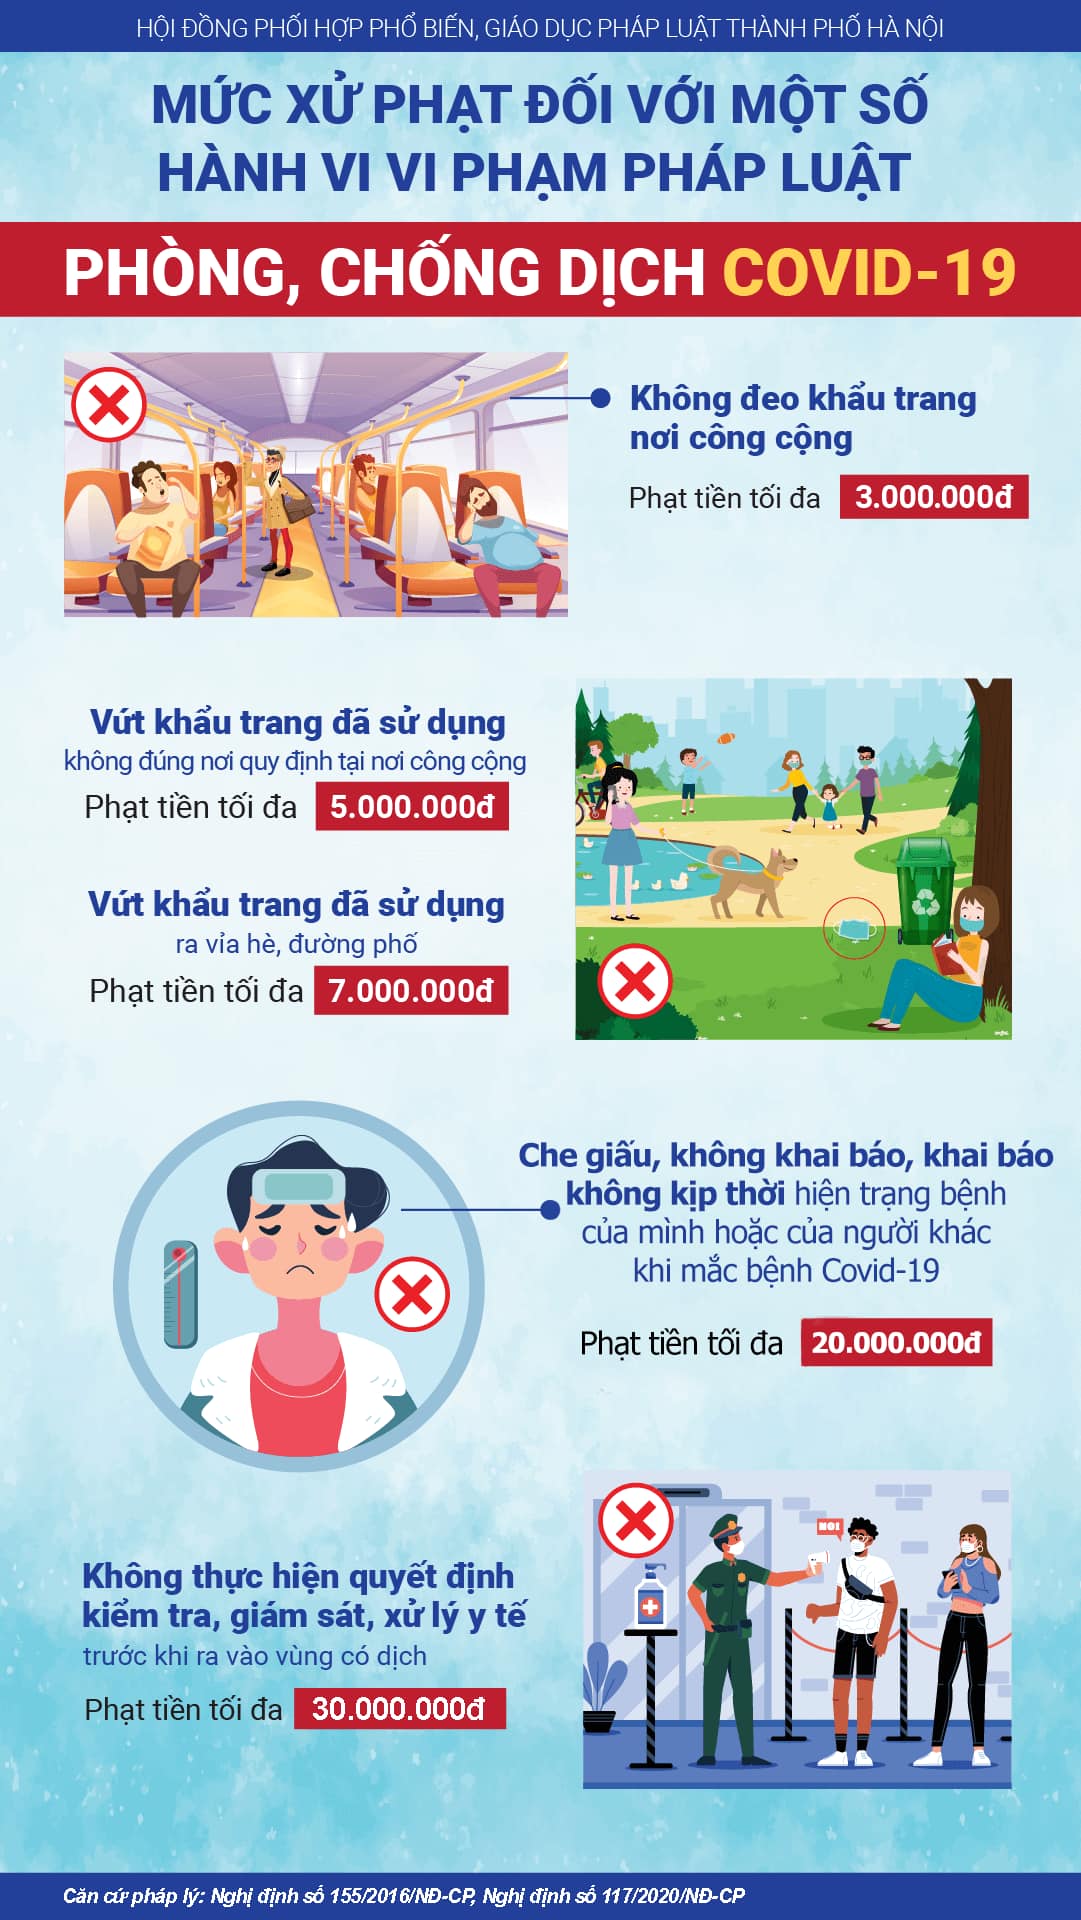 HỘI ĐỒNG PHỐI HỢP PHỔ BIẾN, GIÁO DỤC PHÁP LUẬT THÀNH PHỐ HÀ NỘI
MỨC XỬ PHẠT ĐỐI VỚI MỘT SỐ
HÀNH VI VI PHẠM PHÁP LUẬT
PHÒNG, CHỐNG DỊCH COVID-19
Không đeo khẩu trang
nơi công cộng
Phạt tiền tối đa 3.000.000đ
Vứt khẩu trang đã sử dụng
không đúng nơi quy định tại nơi công cộng
Phạt tiền tối đa 5.000.000đ
Vứt khẩu trang đã sử dụng
ra vỉa hè, đường phố
Phạt tiền tối đa 7.000.000đ
Che giấu, không khai báo, khai báo
không kịp thời hiện trạng bệnh
của mình hoặc của người khác
khi mắc bệnh Covid-19
Phạt tiền tối đa 20.000.000đ
NO!
Không thực hiện quyết định
kiểm tra, giám sát, xử lý y tế
trước khi ra vào vùng có dịch
Phạt tiền tối đa 30.000.000đ
Căn cứ pháp lý: Nghị định số 155/2016/NĐ-CP, Nghị định số 117/2020/NĐ-CP